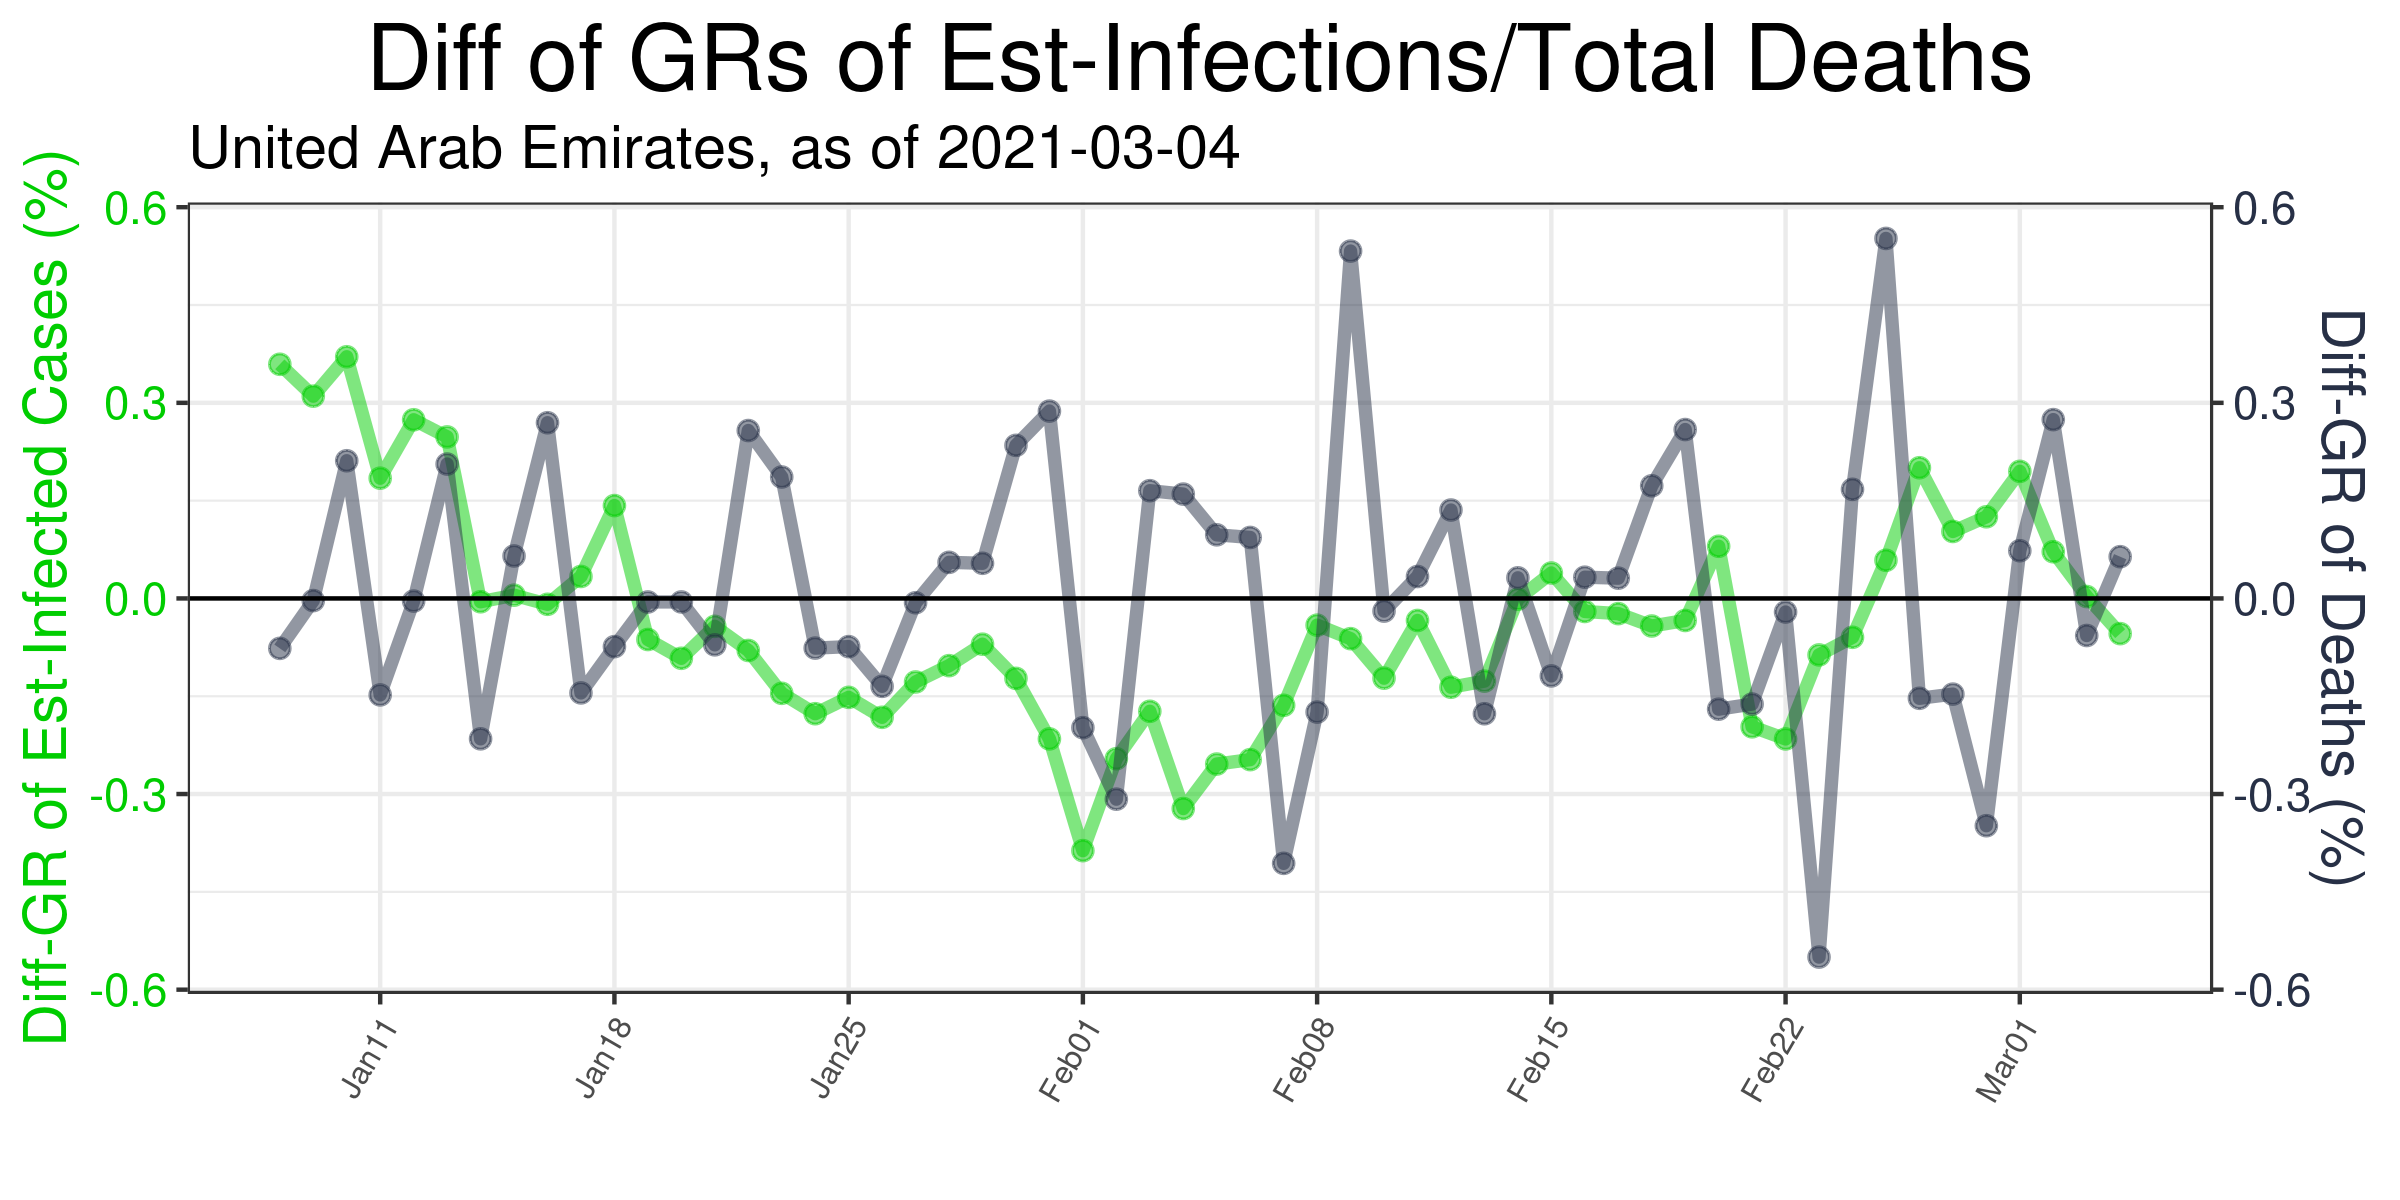 Diff of GRs of Est-Infections/Total Deaths
United Arab Emirates, as of 2021-03-04
Diff-GR of Est-Infected Cases (%)
0.6
0.3
0.0
-0.3
-0.6
0.6
0.3
0.0
-0.3
-0.6
Diff-GR of Deaths (%)
Jan11
Jan18
Jan25
Feb01
Feb08
Feb15
Feb22
Mar01